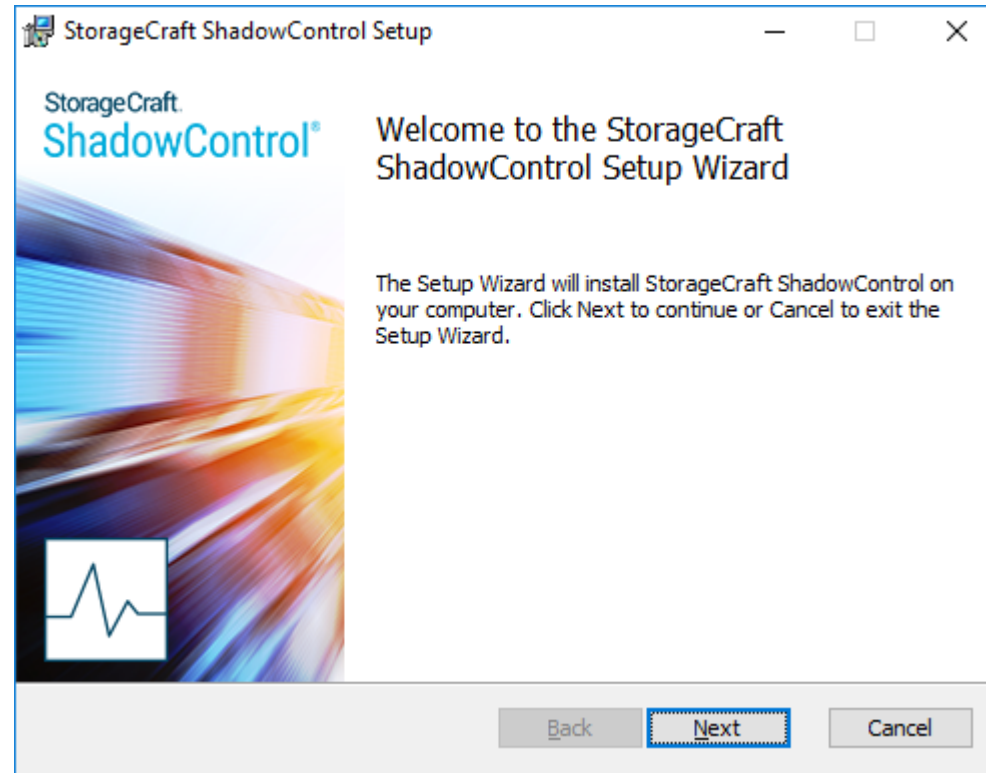 StorageCraft ShadowControl Setup
StorageCraft.
ShadowControl®
Welcome to the StorageCraft
ShadowControl Setup Wizard
The Setup Wizard will install StorageCraft ShadowControl on
your computer. Click Next to continue or Cancel to exit the
Setup Wizard.
Back Next Cancel